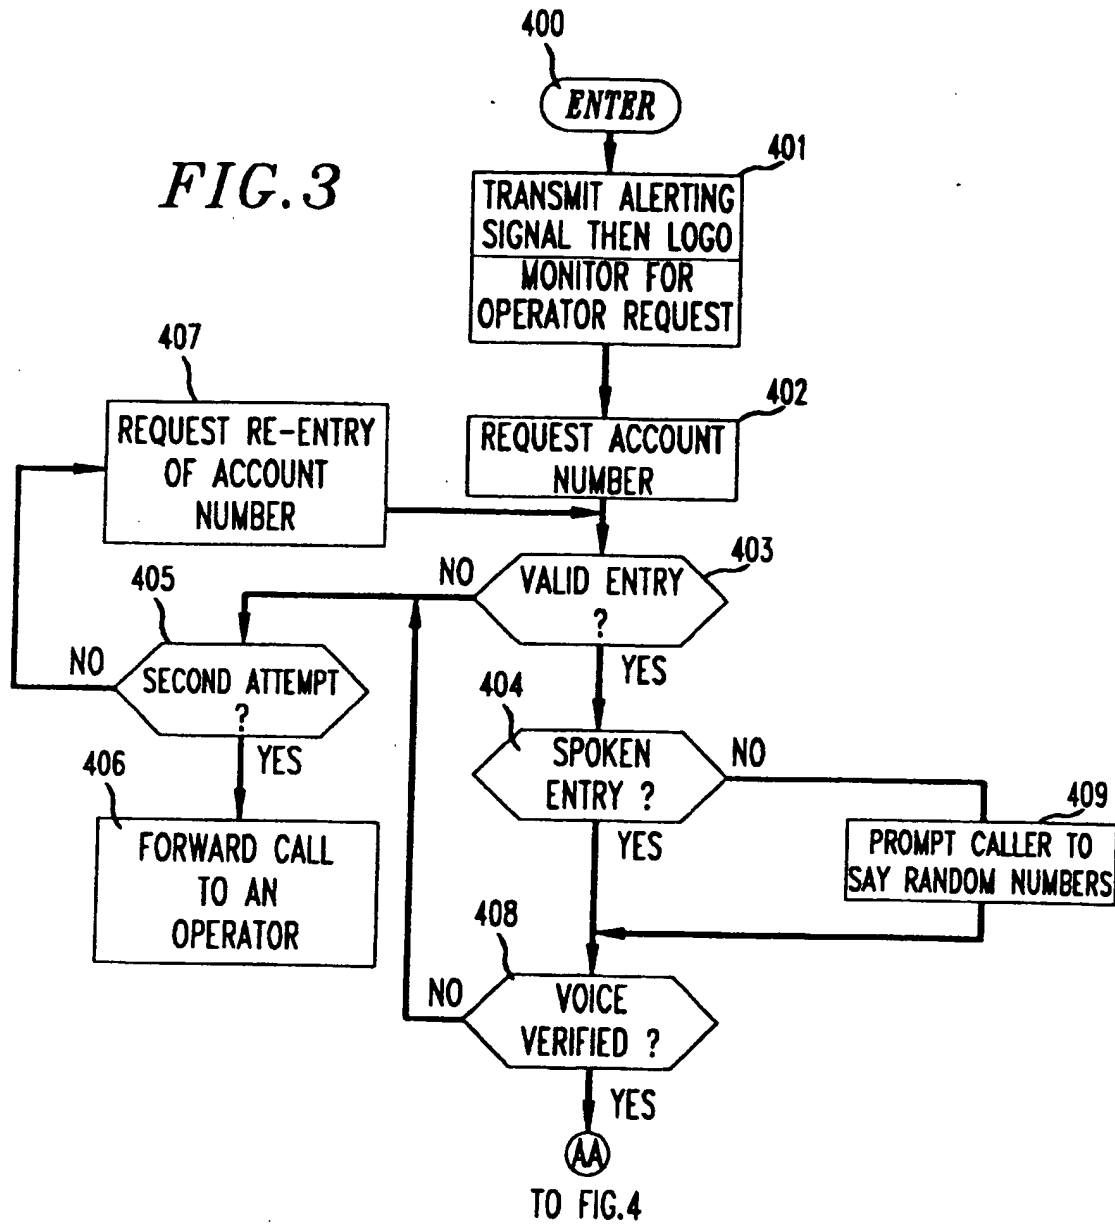 400
ENTER
FIG.3
401
TRANSMIT ALERTING
SIGNAL THEN LOGO
MONITOR FOR
OPERATOR REQUEST
407
REQUEST RE-ENTRY
OF ACCOUNT
NUMBER
402
REQUEST ACCOUNT
NUMBER
403
VALID ENTRY
?
NO
YES
405
SECOND ATTEMPT
?
NO
YES
406
FORWARD CALL
TO AN
OPERATOR
404
SPOKEN
ENTRY ?
NO
YES
409
PROMPT CALLER TO
SAY RANDOM NUMBERS
408
VOICE
VERIFIED ?
NO
YES
AA
TO FIG.4